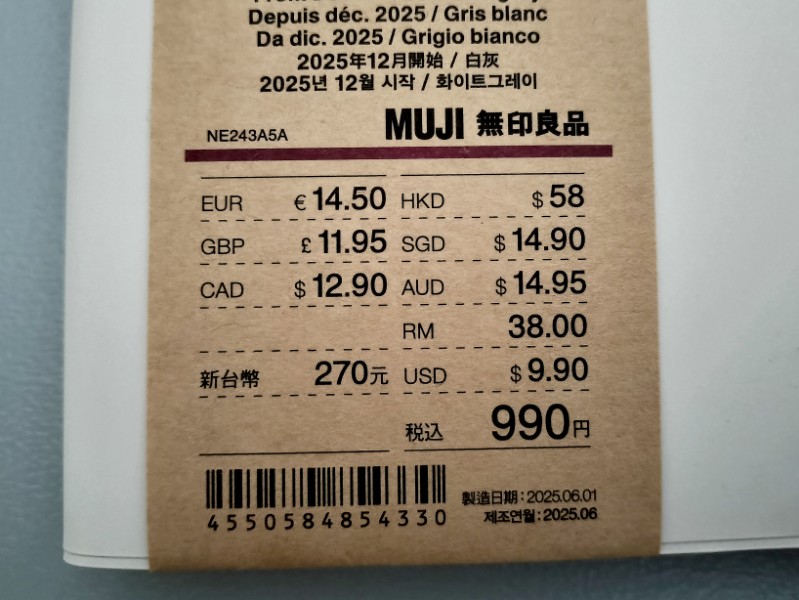 Depuis déc. 2025 / Gris blanc
Da dic. 2025 / Grigio bianco
2025年12月開始 / 白灰
2025년 12월 시작 / 화이트그레이
NE243A5A
MUJI 無印良品
EUR € 14.50 HKD $ 58
GBP £ 11.95 SGD $ 14.90
CAD $ 12.90 AUD $ 14.95
RM 38.00
新台幣 270元 USD $ 9.90
税込 990円
4550584854330
製造日期：2025.06.01
제조연월：2025.06